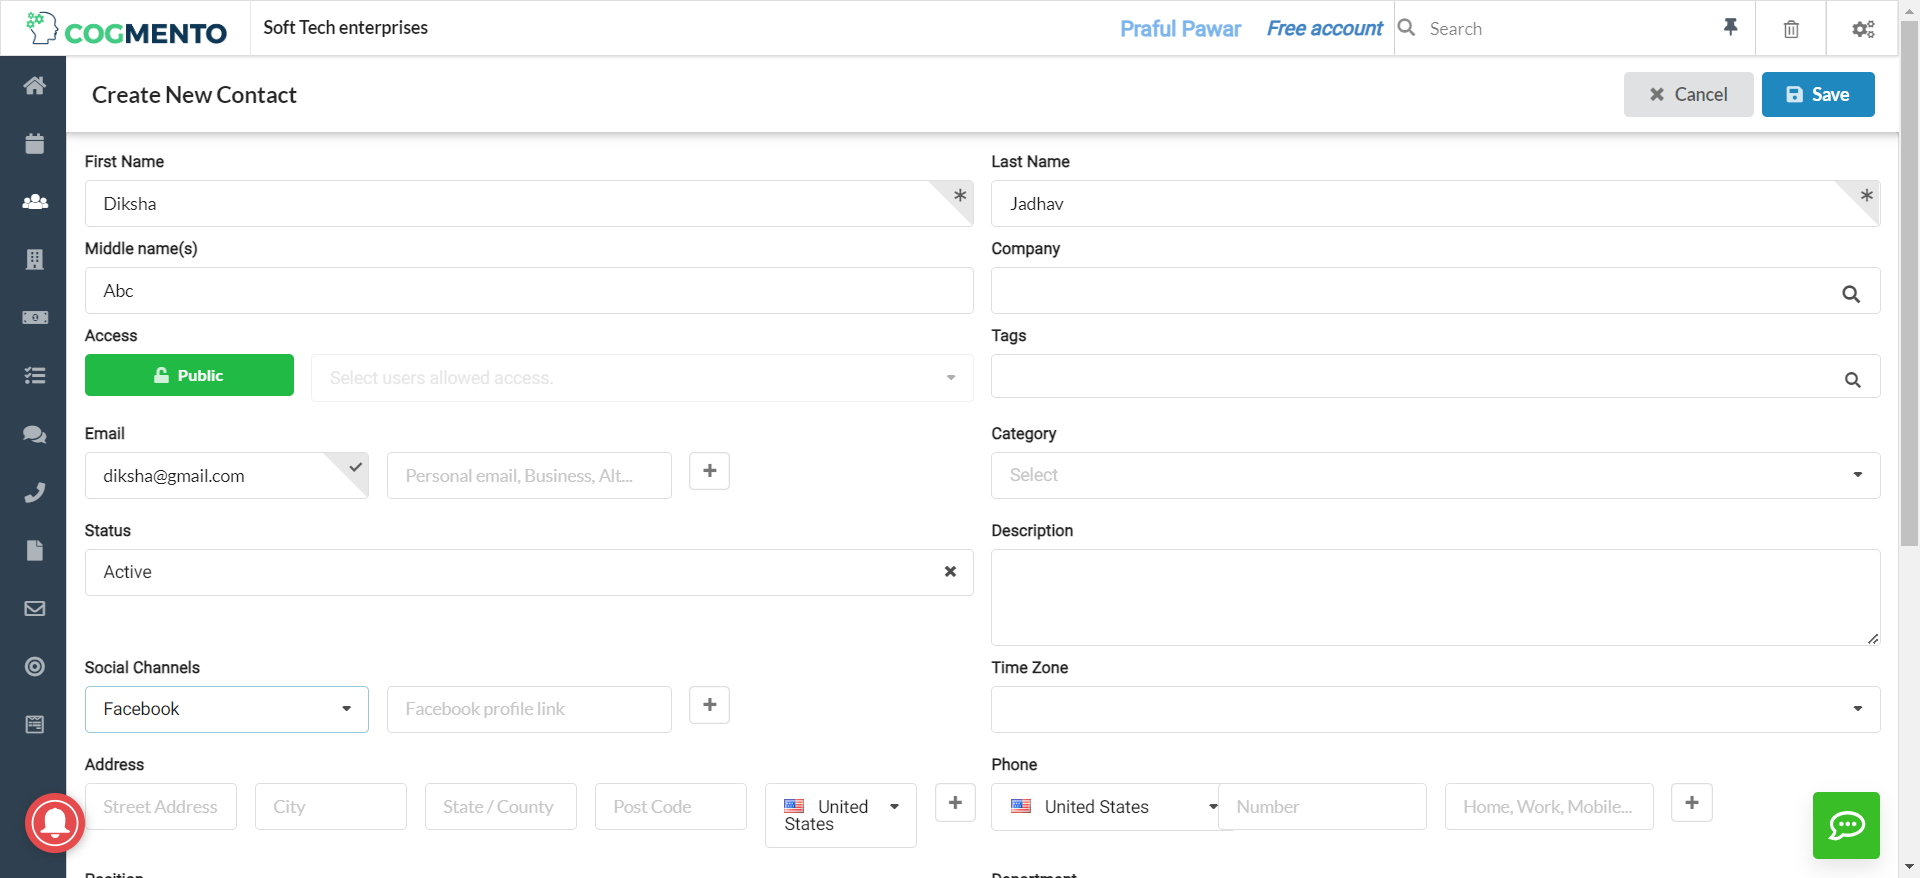 COGMENTO
Soft Tech enterprises
Praful Pawar
Free account
Search
Create New Contact
Cancel
Save
First Name
Last Name
Diksha
*
Jadhav
*
Middle name(s)
Company
Abc
Access
Tags
Public
Select users allowed access.
Email
Category
diksha@gmail.com
Personal email, Business, Alt...
Select
Status
Description
Active
Social Channels
Time Zone
Facebook
Facebook profile link
Address
Phone
Street Address
City
State / County
Post Code
United
States
United States
Number
Home, Work, Mobile...
Position
Department